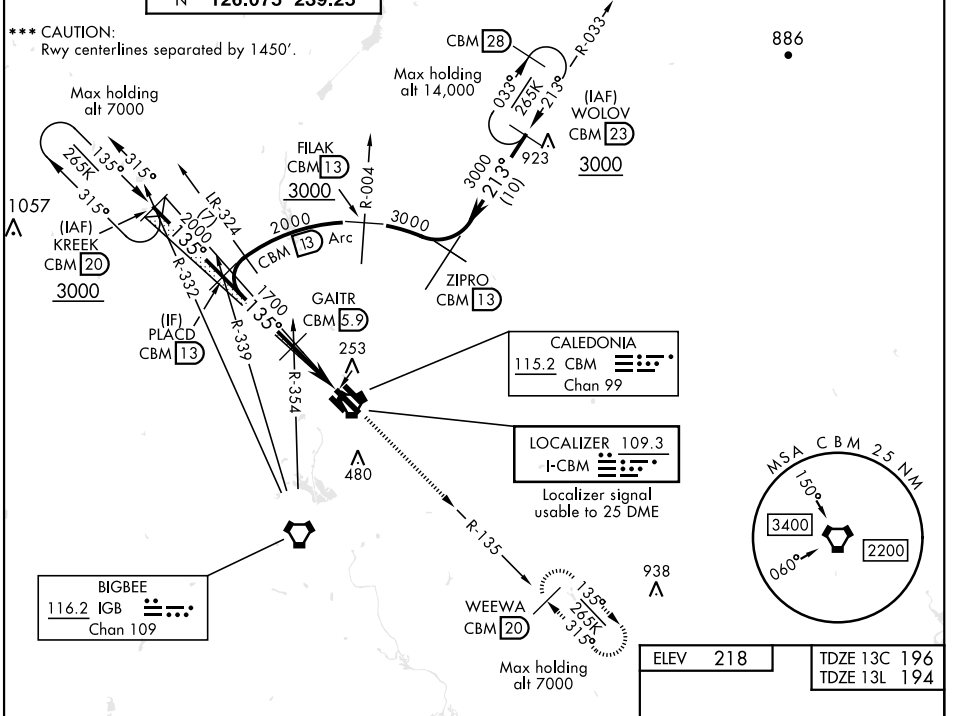 N 126.075 239.25
*** CAUTION:
Rwy centerlines separated by 1450'.
CBM 28
R-033
886
Max holding
alt 14,000
033°
265K
213°
(IAF)
WOLOV
CBM 23
3000
923
3000
213°
(10)
Max holding
alt 7000
135°
265K
315°
315°
FILAK
CBM 13
3000
R-004
LR-324
1057
(IAF)
KREEK
CBM 20
3000
2000
(7)
135°
2000
CBM 13 Arc
3000
ZIPRO
CBM 13
R-332
(IF)
PLACD
CBM 13
R-339
1700
135°
GAITR
CBM 5.9
R-354
253
480
CALEDONIA
115.2 CBM
Chan 99
LOCALIZER 109.3
I-CBM
Localizer signal
usable to 25 DME
MSA CBM 25 NM
150°
3400
2200
060°
R-135
BIGBEE
116.2 IGB
Chan 109
WEEWA
CBM 20
135°
265K
315°
938
Max holding
alt 7000
ELEV 218
TDZE 13C 196
TDZE 13L 194